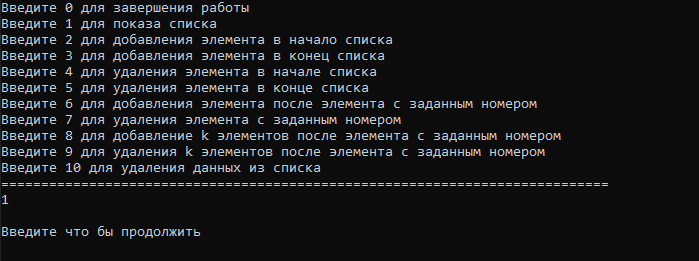 Введите 0 для завершения работы
Введите 1 для показа списка
Введите 2 для добавления элемента в начало списка
Введите 3 для добавления элемента в конец списка
Введите 4 для удаления элемента в начале списка
Введите 5 для удаления элемента в конце списка
Введите 6 для добавления элемента после элемента с заданным номером
Введите 7 для удаления элемента с заданным номером
Введите 8 для добавление k элементов после элемента с заданным номером
Введите 9 для удаления k элементов после элемента с заданным номером
Введите 10 для удаления данных из списка
============================================================================
1
Введите что бы продолжить